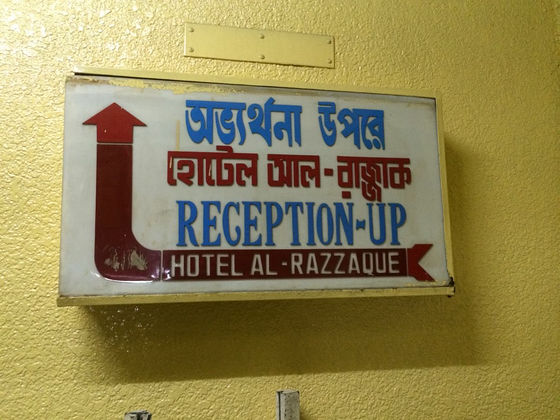 অভ্যর্থনা উপরে
হোটেল আল-রাজ্জাক
RECEPTION-UP
HOTEL AL-RAZZAQUE